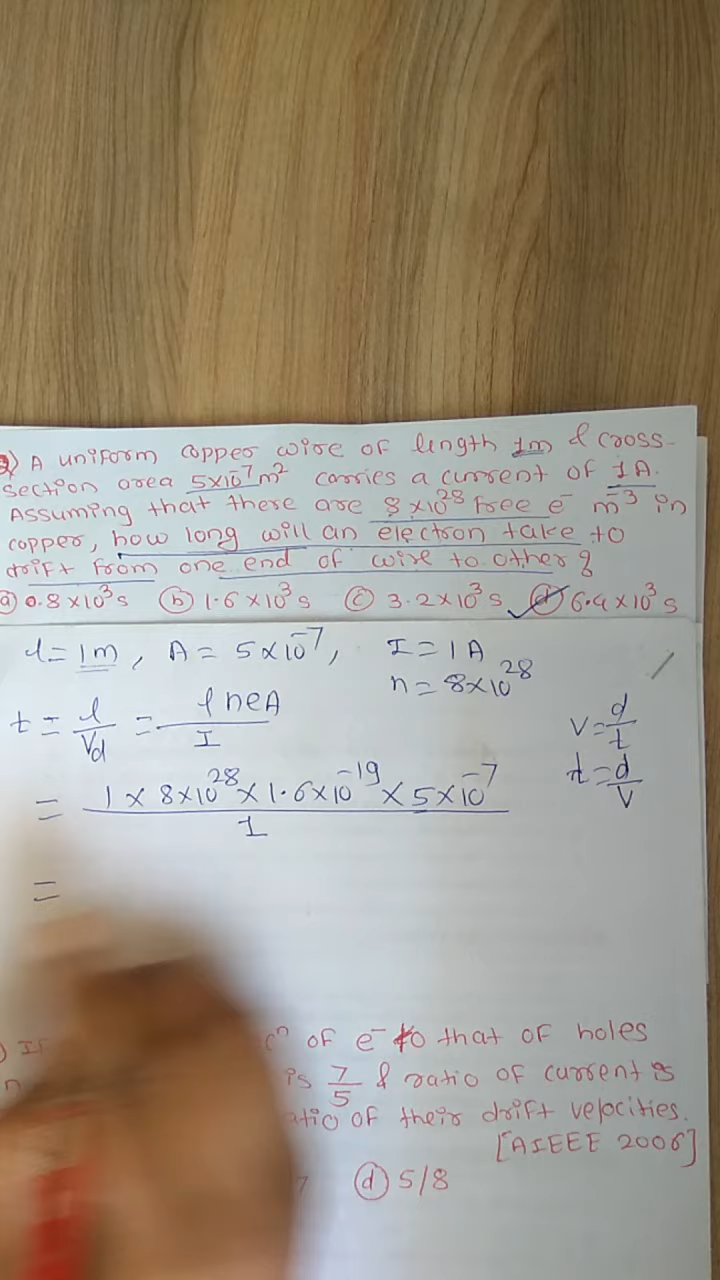 ) A uniform copper wire of length 1m & cross-
section area 5×10⁻⁷m² carries a current of 1A.
Assuming that there are 8×10²⁸ free e⁻ m⁻³ in
copper, how long will an electron take to
drift from one end of wire to other ?
(a) 0.8×10³s (b) 1.6×10³s (c) 3.2×10³s (d) 6.4×10³s
l = 1m, A = 5×10⁻⁷, I = 1A
n = 8×10²⁸
t = l/Vd = lneA/I
V = d/t
t = d/V
= 1 × 8×10²⁸ × 1.6×10⁻¹⁹ × 5×10⁻⁷ / 1
=
) If cⁿ of e⁻ to that of holes
is 7/5 & ratio of current is
of their drift velocities.
[AIEEE 2006]
(d) 5/8